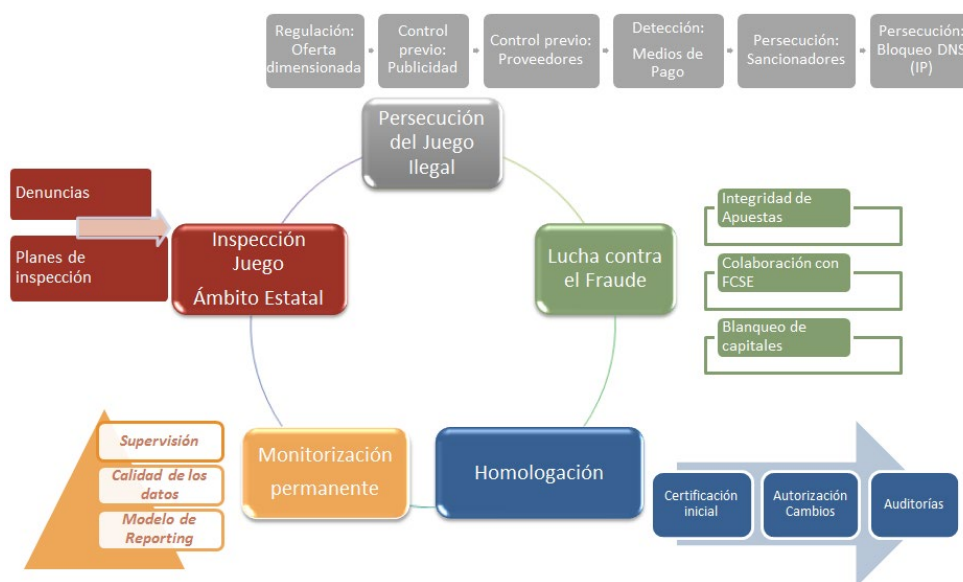 Regulación:
Oferta
dimensionada
Control
previo:
Publicidad
Control previo:
Proveedores
Detección:
Medios de
Pago
Persecución:
Sancionadores
Persecución:
Bloqueo DNS
(IP)
Persecución
del Juego
Ilegal
Denuncias
Planes de
inspección
Inspección
Juego
Ámbito Estatal
Lucha contra
el Fraude
Integridad de
Apuestas
Colaboración con
FCSE
Blanqueo de
capitales
Supervisión
Calidad de los
datos
Modelo de
Reporting
Monitorización
permanente
Homologación
Certificación
inicial
Autorización
Cambios
Auditorías